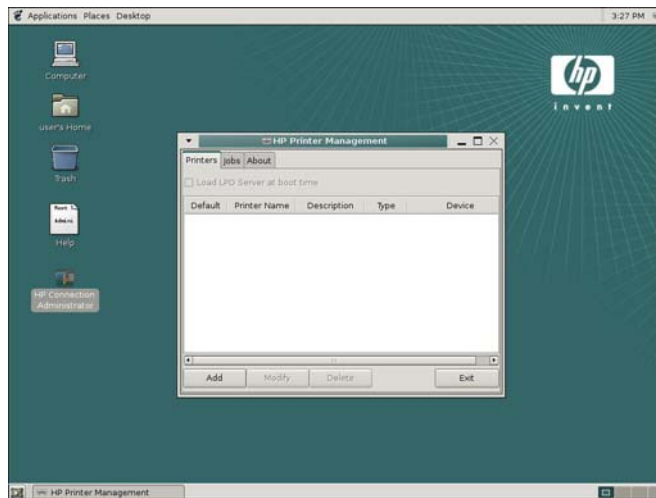 Applications Places Desktop
3:27 PM
Computer
user's Home
Trash
Help
HP Connection
Administrator
hp
invent
HP Printer Management
Printers Jobs About
Load LPD Server at boot time
Default Printer Name Description Type Device
Add Modify Delete Exit
HP Printer Management